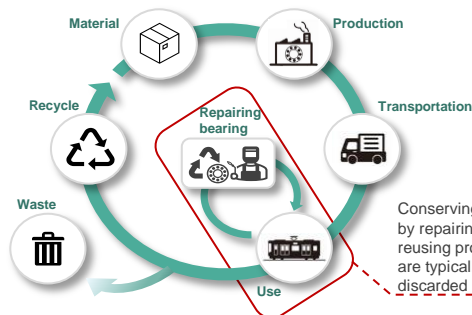 Material
Production
Recycle
Repairing
bearing
Transportation
Waste
Use
Conserving
by repairin
reusing pro
are typical
discarded